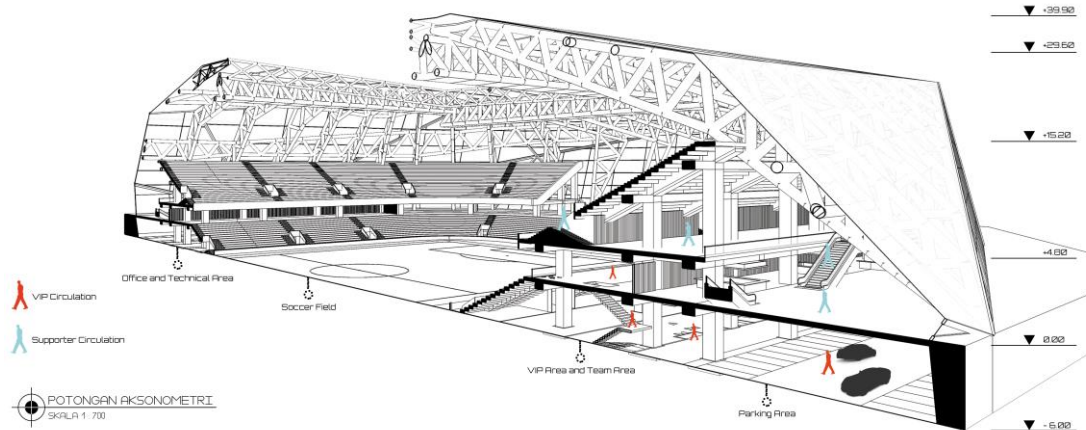 +39.90
+29.60
+15.20
+4.80
0.00
- 6.00
Office and Technical Area
Soccer Field
VIP Area and Team Area
Parking Area
VIP Circulation
Supporter Circulation
POTONGAN AKSONOMETRI
SKALA 1 : 700